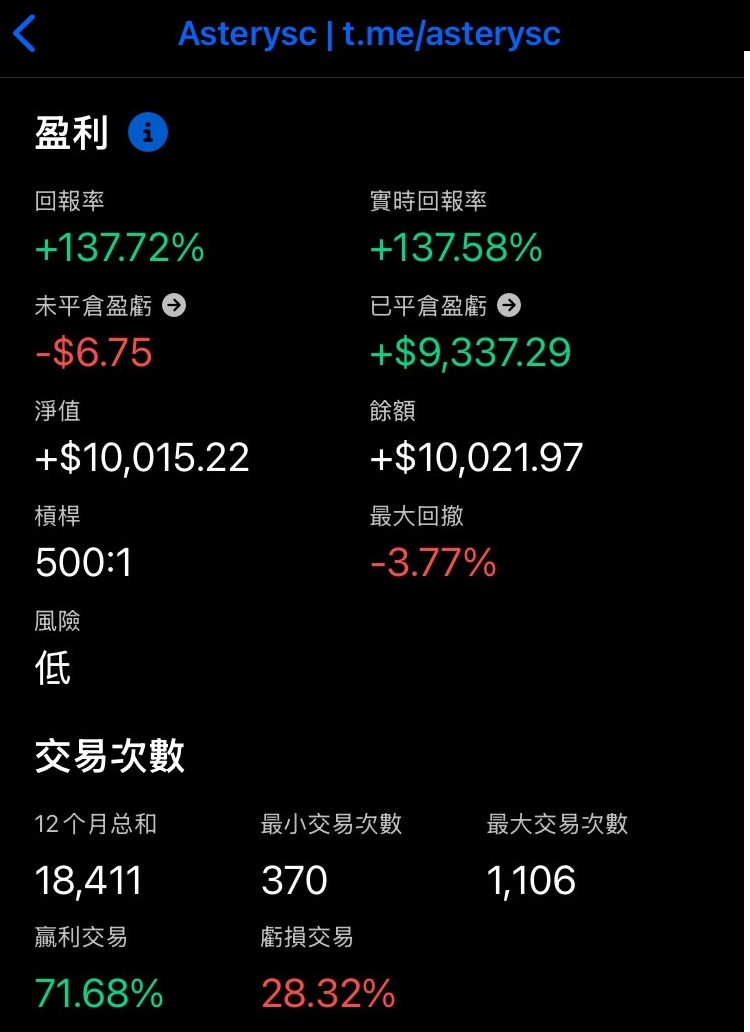 Asterysc | t.me/asterysc
盈利
回報率 實時回報率
+137.72% +137.58%
未平倉盈虧 已平倉盈虧
-$6.75 +$9,337.29
淨值 餘額
+$10,015.22 +$10,021.97
槓桿 最大回撤
500:1 -3.77%
風險
低
交易次數
12个月总和 最小交易次數 最大交易次數
18,411 370 1,106
贏利交易 虧損交易
71.68% 28.32%